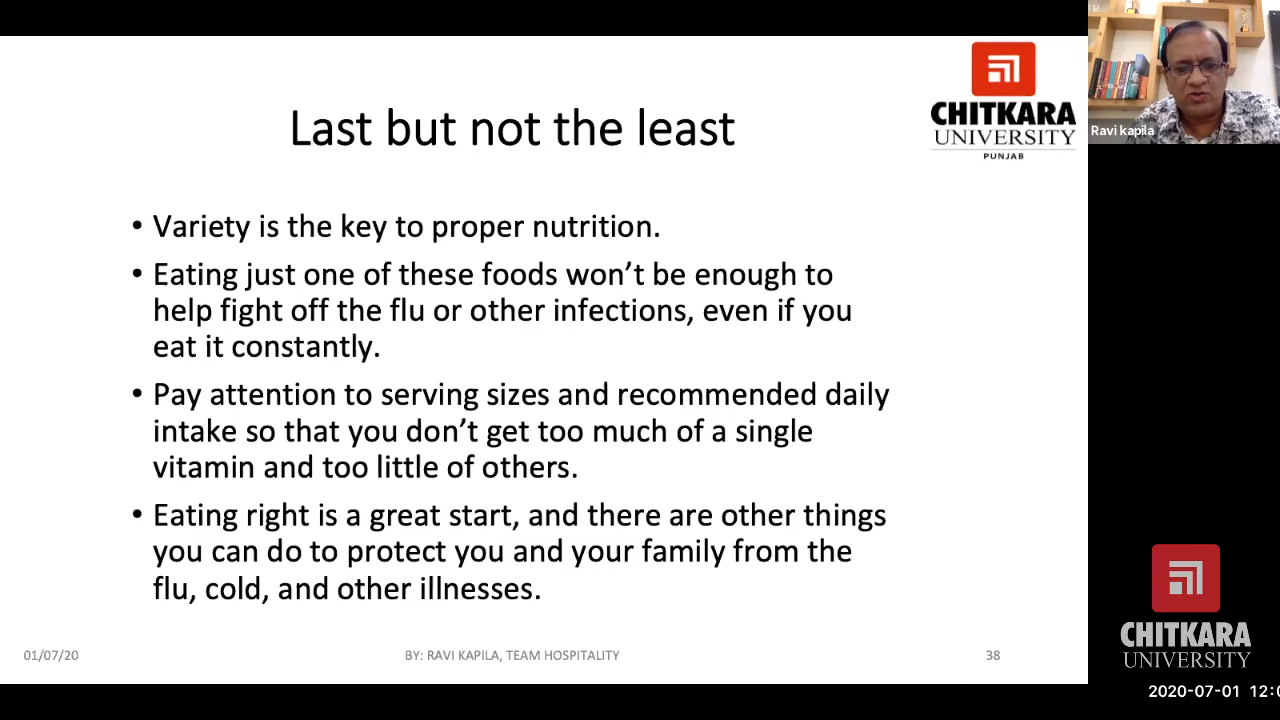 Last but not the least
CHITKARA
UNIVERSITY
PUNJAB
Ravi kapila
• Variety is the key to proper nutrition.
• Eating just one of these foods won’t be enough to
help fight off the flu or other infections, even if you
eat it constantly.
• Pay attention to serving sizes and recommended daily
intake so that you don’t get too much of a single
vitamin and too little of others.
• Eating right is a great start, and there are other things
you can do to protect you and your family from the
flu, cold, and other illnesses.
01/07/20
BY: RAVI KAPILA, TEAM HOSPITALITY
38
CHITKARA
UNIVERSITY
2020-07-01